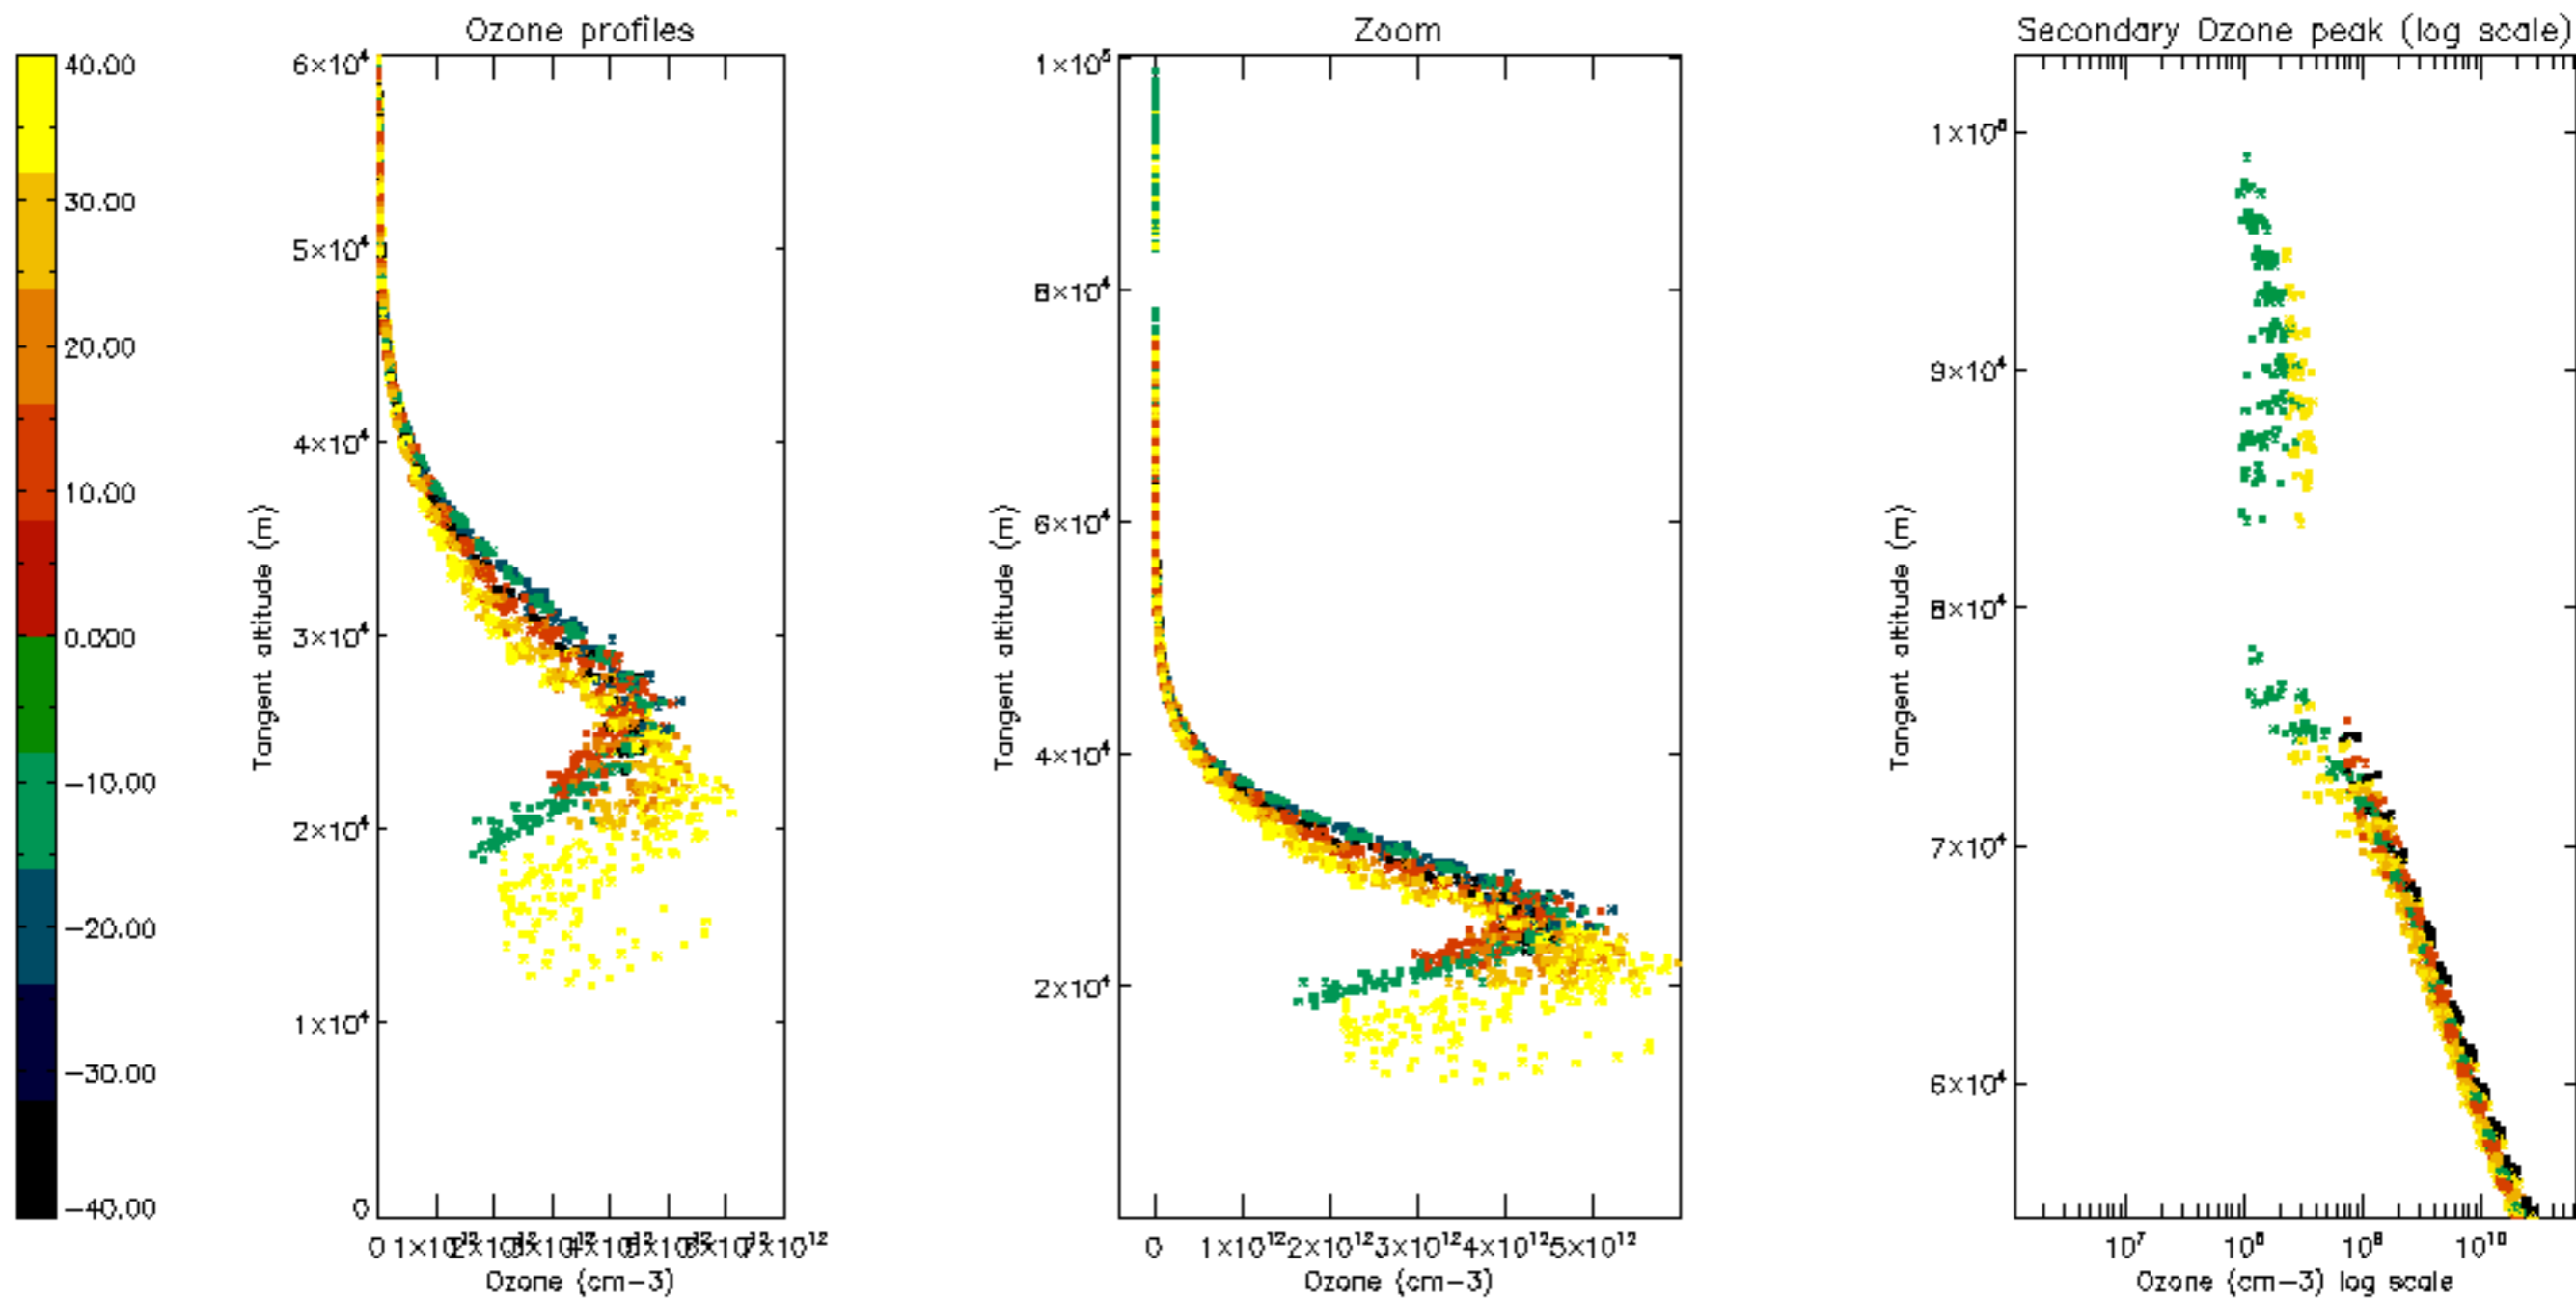 Ozone profiles
Zoom
Secondary Ozone peak (log scale)
40.00
30.00
20.00
10.00
-10.00
-20.00
-30.00
-40.00
6×10⁴
5×10⁴
4×10⁴
3×10⁴
2×10⁴
1×10⁴
0
Tangent altitude (m)
0 1×10¹² 7×10¹²
Ozone (cm-3)
1×10⁵
8×10⁴
6×10⁴
4×10⁴
2×10⁴
Tangent altitude (m)
0 1×10¹² 2×10¹² 3×10¹² 4×10¹² 5×10¹²
Ozone (cm-3)
9×10⁴
8×10⁴
7×10⁴
6×10⁴
Tangent altitude (m)
10⁷ 10⁸ 10⁹ 10¹⁰
Ozone (cm-3) log scale